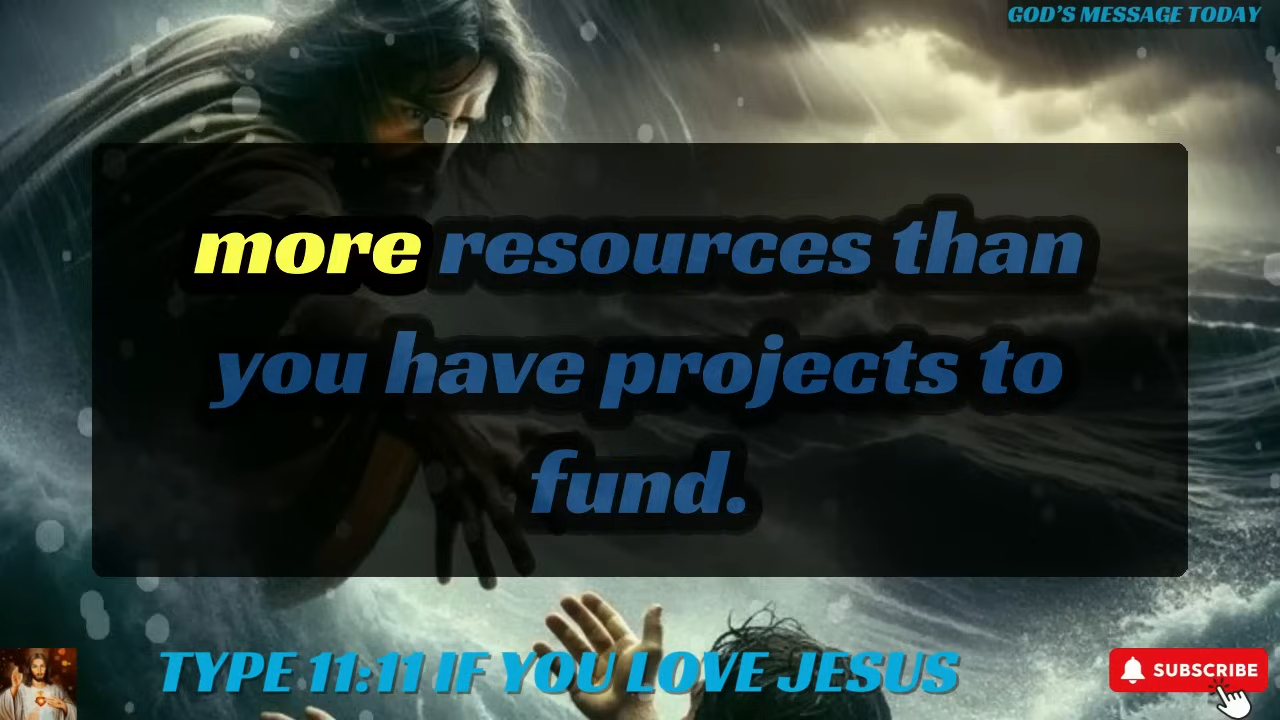 GOD'S MESSAGE TODAY
more resources than
you have projects to
fund.
TYPE 11:11 IF YOU LOVE JESUS
SUBSCRIBE